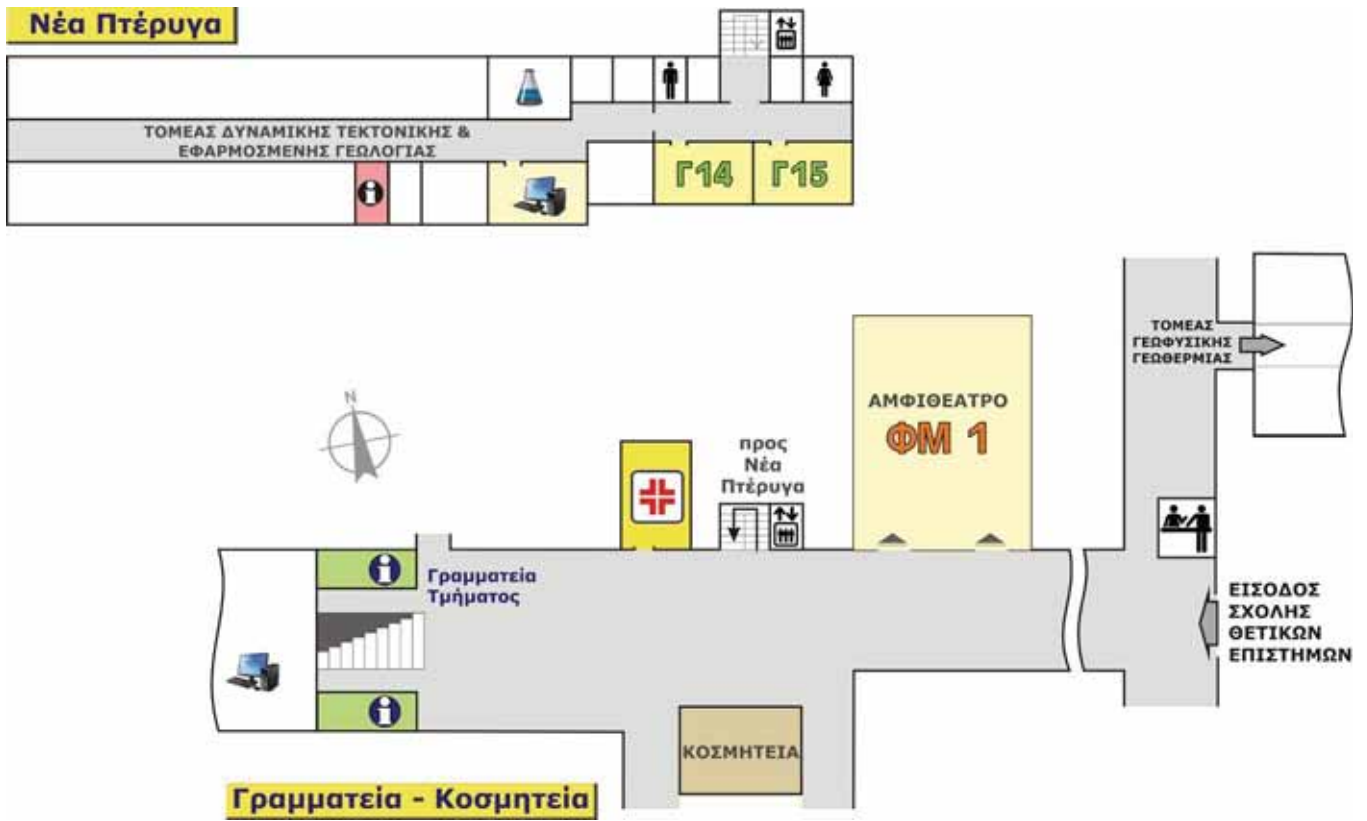 Νέα Πτέρυγα
ΤΟΜΕΑΣ ΔΥΝΑΜΙΚΗΣ ΤΕΚΤΟΝΙΚΗΣ &
ΕΦΑΡΜΟΣΜΕΝΗΣ ΓΕΩΛΟΓΙΑΣ
Γ14
Γ15
ΤΟΜΕΑΣ
ΓΕΩΦΥΣΙΚΗΣ
ΓΕΩΘΕΡΜΙΑΣ
N
ΑΜΦΙΘΕΑΤΡΟ
ΦΜ 1
προς
Νέα
Πτέρυγα
Γραμματεία
Τμήματος
ΕΙΣΟΔΟΣ
ΣΧΟΛΗΣ
ΘΕΤΙΚΩΝ
ΕΠΙΣΤΗΜΩΝ
ΚΟΣΜΗΤΕΙΑ
Γραμματεία - Κοσμητεία